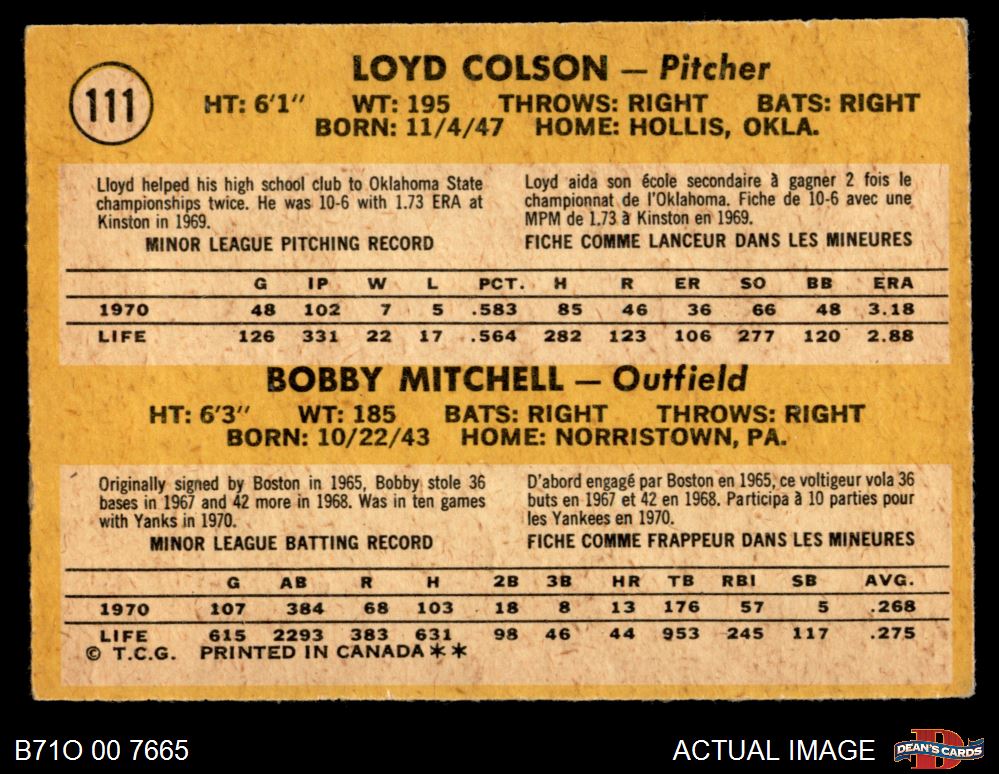 111
LOYD COLSON — Pitcher
HT: 6'1" WT: 195 THROWS: RIGHT BATS: RIGHT
BORN: 11/4/47 HOME: HOLLIS, OKLA.
Lloyd helped his high school club to Oklahoma State
championships twice. He was 10-6 with 1.73 ERA at
Kinston in 1969.
MINOR LEAGUE PITCHING RECORD
Loyd aida son école secondaire à gagner 2 fois le
championnat de l'Oklahoma. Fiche de 10-6 avec une
MPM de 1.73 à Kinston en 1969.
FICHE COMME LANCEUR DANS LES MINEURES
G IP W L PCT. H R ER SO BB ERA
1970 48 102 7 5 .583 85 46 36 66 48 3.18
LIFE 126 331 22 17 .564 282 123 106 277 120 2.88
BOBBY MITCHELL — Outfield
HT: 6'3" WT: 185 BATS: RIGHT THROWS: RIGHT
BORN: 10/22/43 HOME: NORRISTOWN, PA.
Originally signed by Boston in 1965, Bobby stole 36
bases in 1967 and 42 more in 1968. Was in ten games
with Yanks in 1970.
MINOR LEAGUE BATTING RECORD
D'abord engagé par Boston en 1965, ce voltigeur vola 36
buts en 1967 et 42 en 1968. Participa à 10 parties pour
les Yankees en 1970.
FICHE COMME FRAPPEUR DANS LES MINEURES
G AB R H 2B 3B HR TB RBI SB AVG.
1970 107 384 68 103 18 8 13 176 57 5 .268
LIFE 615 2293 383 631 98 46 44 953 245 117 .275
© T.C.G. PRINTED IN CANADA**
B71O 00 7665 ACTUAL IMAGE DEAN'S CARDS